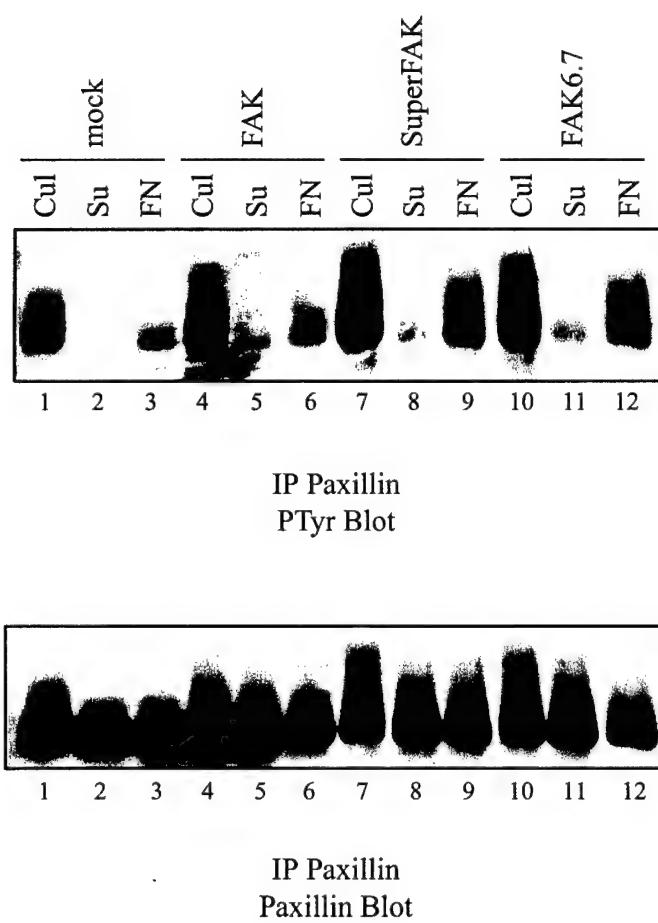 mock FAK SuperFAK FAK6.7
Cul Su FN Cul Su FN Cul Su FN Cul Su FN
1 2 3 4 5 6 7 8 9 10 11 12
IP Paxillin
PTyr Blot
1 2 3 4 5 6 7 8 9 10 11 12
IP Paxillin
Paxillin Blot